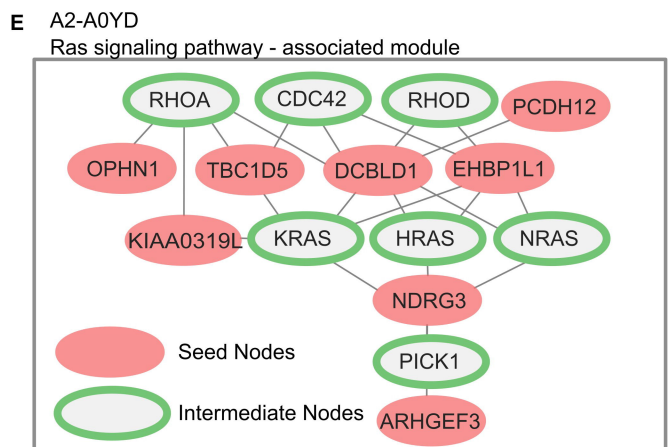 E A2-A0YD
Ras signaling pathway - associated module
RHOA CDC42 RHOD PCDH12
OPHN1 TBC1D5 DCBLD1 EHBP1L1
KIAA0319L KRAS HRAS NRAS
NDRG3
Seed Nodes PICK1
Intermediate Nodes ARHGEF3